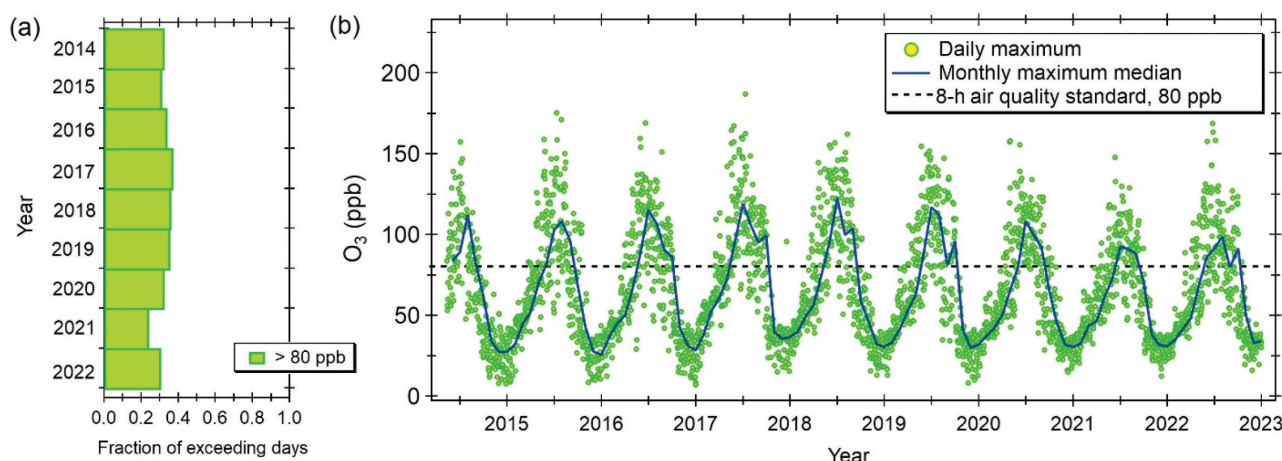 (a)
Year
2014
2015
2016
2017
2018
2019
2020
2021
2022
> 80 ppb
0.0 0.2 0.4 0.6 0.8 1.0
Fraction of exceeding days
(b)
Daily maximum
Monthly maximum median
8-h air quality standard, 80 ppb
O₃ (ppb)
200
150
100
50
0
2015 2016 2017 2018 2019 2020 2021 2022 2023
Year